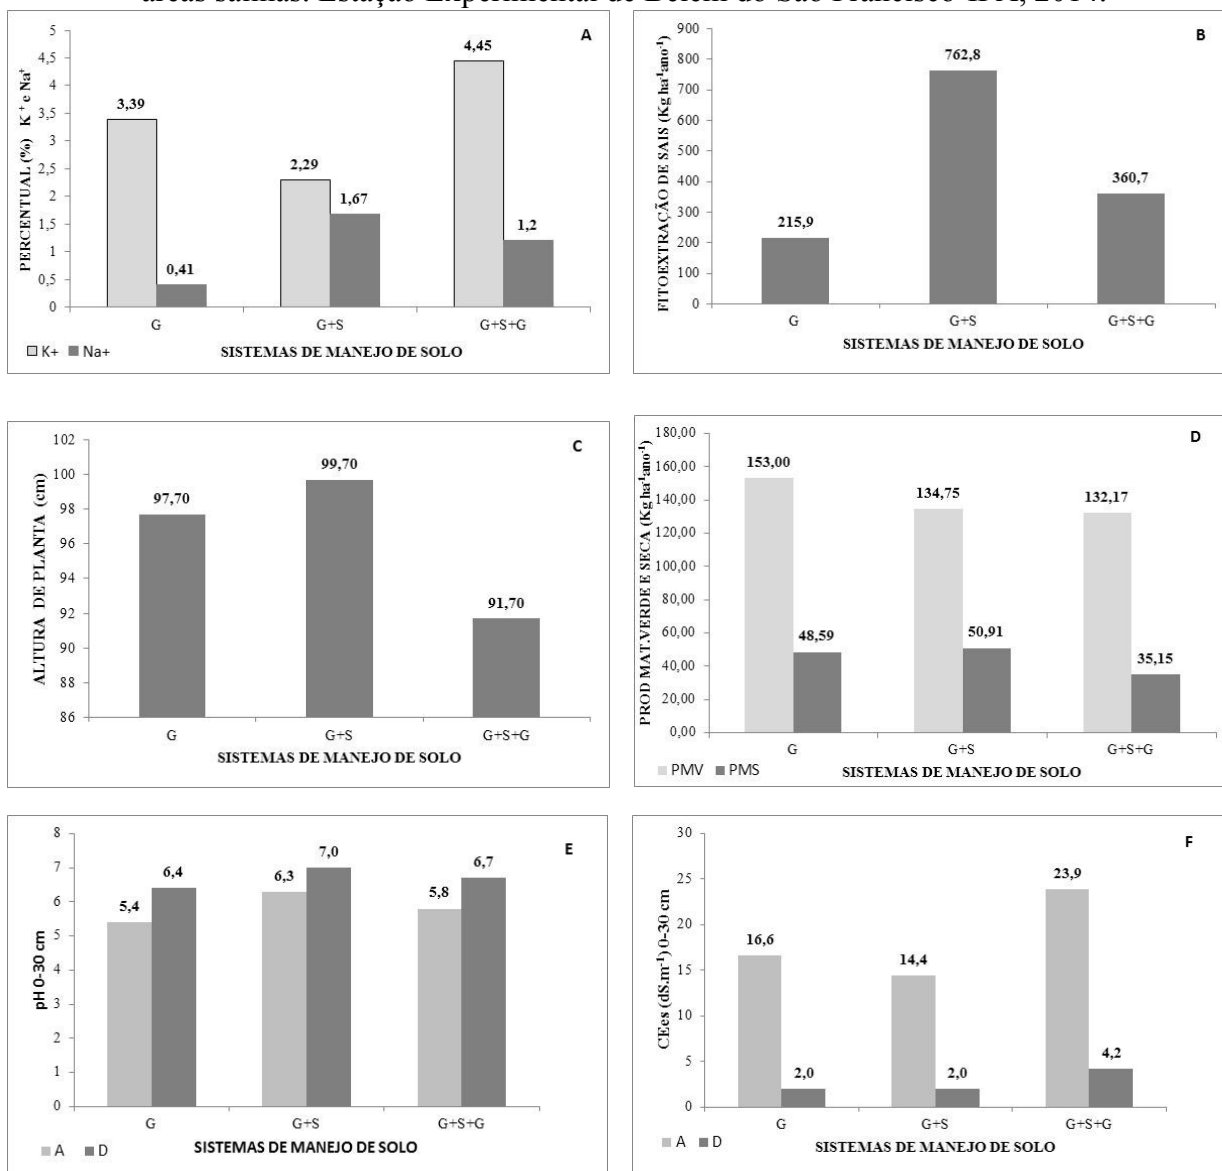 áreas salinas. Estação Experimental de Belém do São Francisco-IPA, 2014.
A
PERCENTUAL (%) K⁺ e Na⁺
5
4,5
4
3,5
3
2,5
2
1,5
1
0,5
0
3,39
0,41
2,29
1,67
4,45
1,2
G
G+S
G+S+G
K+ Na+
SISTEMAS DE MANEJO DE SOLO
B
FITOEXTRAÇÃO DE SAIS (Kg ha⁻¹ano⁻¹)
900
800
700
600
500
400
300
200
100
0
215,9
762,8
360,7
G
G+S
G+S+G
SISTEMAS DE MANEJO DE SOLO
C
ALTURA DE PLANTA (cm)
102
100
98
96
94
92
90
88
86
97,70
99,70
91,70
G
G+S
G+S+G
SISTEMAS DE MANEJO DE SOLO
D
PROD MAT.VERDE E SECA (Kg ha⁻¹ano⁻¹)
180,00
160,00
140,00
120,00
100,00
80,00
60,00
40,00
20,00
0,00
153,00
48,59
134,75
50,91
132,17
35,15
G
G+S
G+S+G
PMV PMS
SISTEMAS DE MANEJO DE SOLO
E
pH 0-30 cm
8
7
6
5
4
3
2
1
0
5,4
6,4
6,3
7,0
5,8
6,7
G
G+S
G+S+G
A D
SISTEMAS DE MANEJO DE SOLO
F
CEes (dS.m⁻¹) 0-30 cm
30
25
20
15
10
5
0
16,6
2,0
14,4
2,0
23,9
4,2
G
G+S
G+S+G
A D
SISTEMAS DE MANEJO DE SOLO